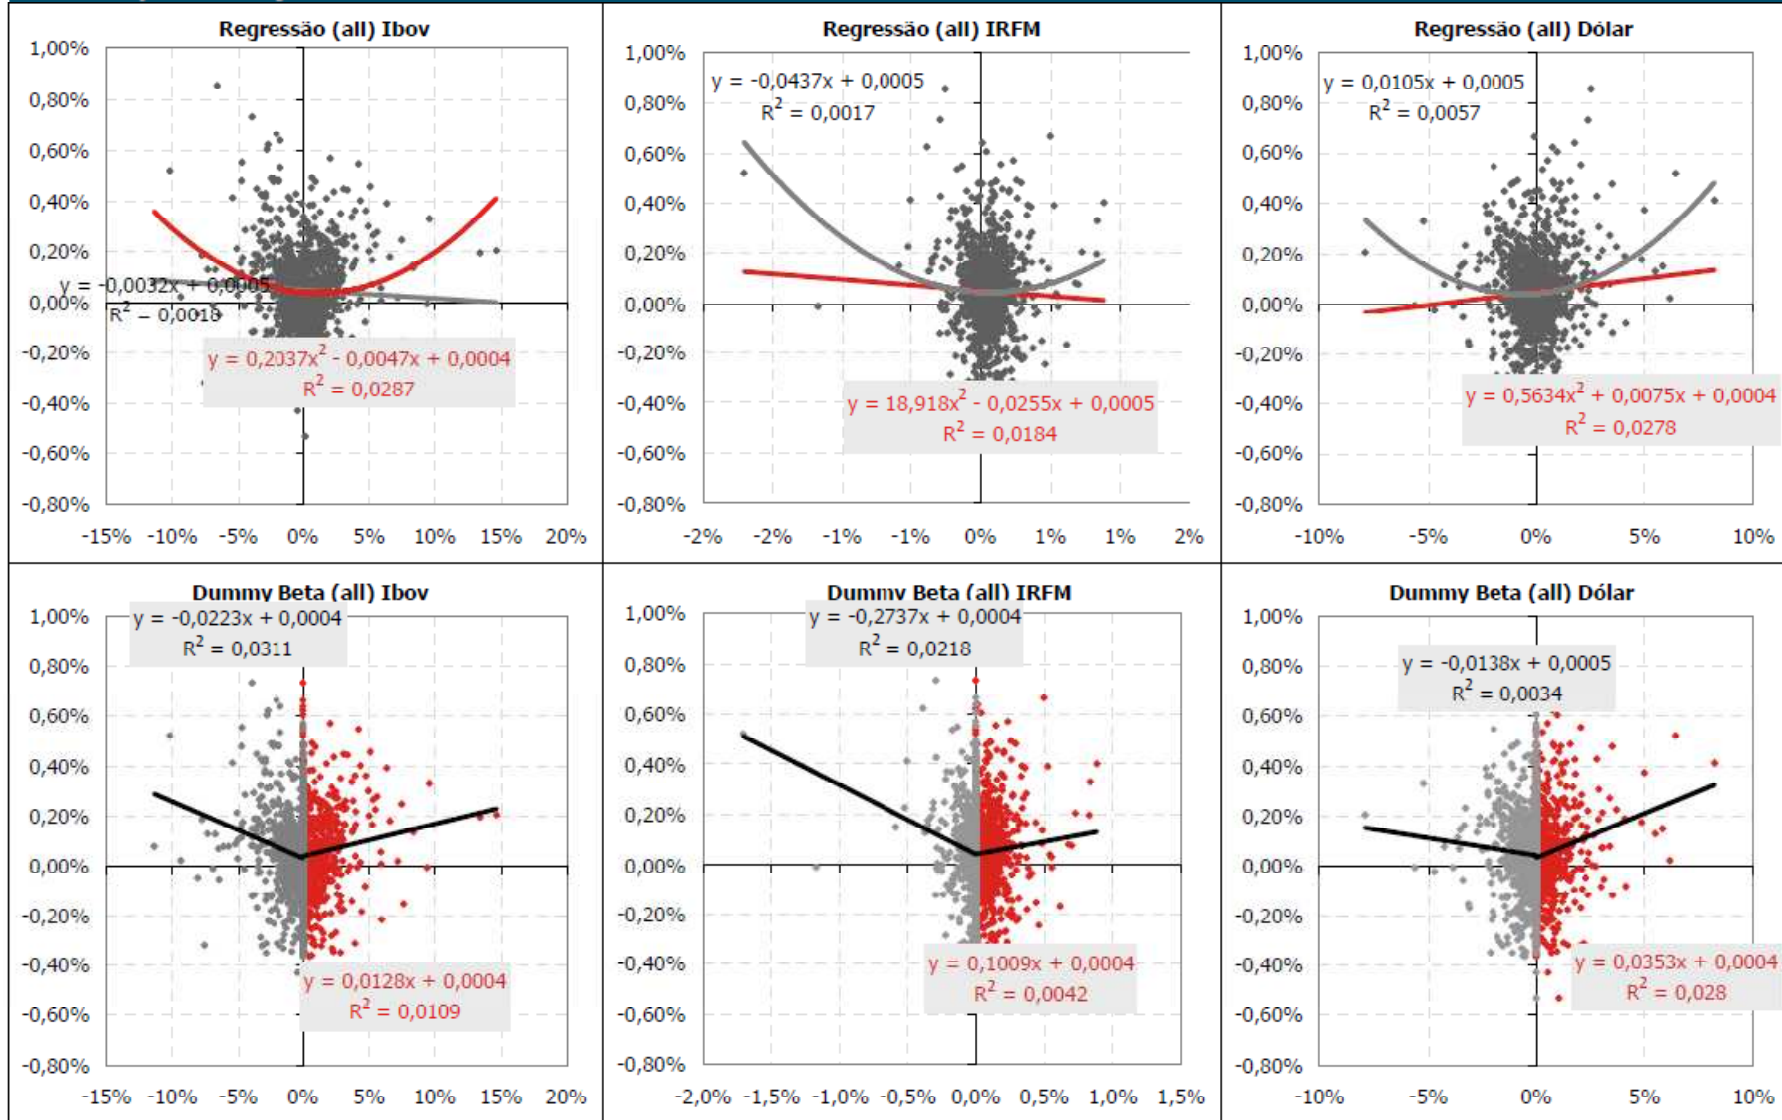 Regressão (all) Ibov
1,00%
0,80%
0,60%
0,40%
0,20%
0,00%
-0,20%
-0,40%
-0,60%
-0,80%
y = -0,0032x + 0,0005
R² = 0,0018
y = 0,2037x² - 0,0047x + 0,0004
R² = 0,0287
-15% -10% -5% 0% 5% 10% 15% 20%
Regressão (all) IRFM
1,00%
0,80%
0,60%
0,40%
0,20%
0,00%
-0,20%
-0,40%
-0,60%
-0,80%
y = -0,0437x + 0,0005
R² = 0,0017
y = 18,918x² - 0,0255x + 0,0005
R² = 0,0184
-2% -2% -1% -1% 0% 1% 1% 2%
Regressão (all) Dólar
1,00%
0,80%
0,60%
0,40%
0,20%
0,00%
-0,20%
-0,40%
-0,60%
-0,80%
y = 0,0105x + 0,0005
R² = 0,0057
y = 0,5634x² + 0,0075x + 0,0004
R² = 0,0278
-10% -5% 0% 5% 10%
Dummy Beta (all) Ibov
1,00%
0,80%
0,60%
0,40%
0,20%
0,00%
-0,20%
-0,40%
-0,60%
-0,80%
y = -0,0223x + 0,0004
R² = 0,0311
y = 0,0128x + 0,0004
R² = 0,0109
-15% -10% -5% 0% 5% 10% 15% 20%
Dummy Beta (all) IRFM
1,00%
0,80%
0,60%
0,40%
0,20%
0,00%
-0,20%
-0,40%
-0,60%
-0,80%
y = -0,2737x + 0,0004
R² = 0,0218
y = 0,1009x + 0,0004
R² = 0,0042
-2,0% -1,5% -1,0% -0,5% 0,0% 0,5% 1,0% 1,5%
Dummy Beta (all) Dólar
1,00%
0,80%
0,60%
0,40%
0,20%
0,00%
-0,20%
-0,40%
-0,60%
-0,80%
y = -0,0138x + 0,0005
R² = 0,0034
y = 0,0353x + 0,0004
R² = 0,028
-10% -5% 0% 5% 10%